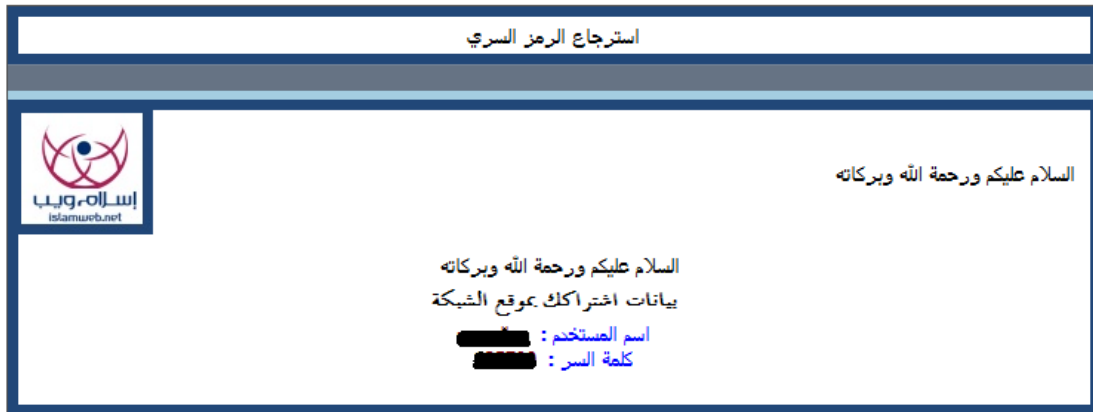 استرجاع الرمز السري
إسلام ويب
islamweb.net
السلام عليكم ورحمة الله وبركاته
السلام عليكم ورحمة الله وبركاته
بيانات اشتراكك بموقع الشبكة
اسم المستخدم :
كلمة السر :